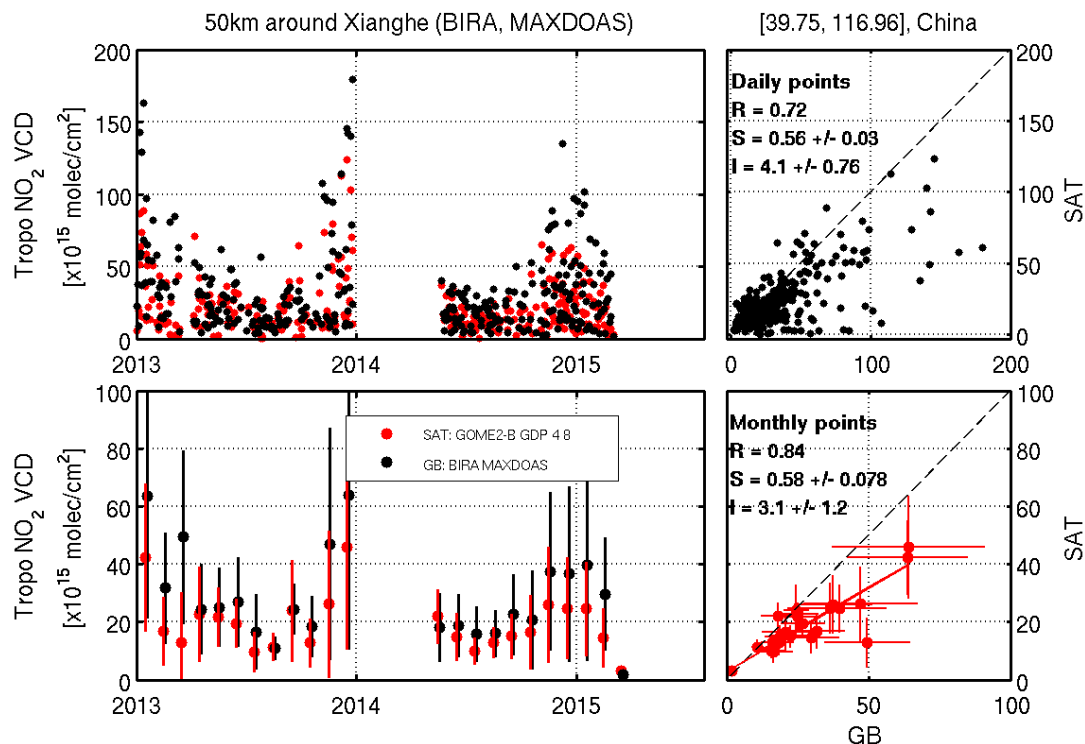 50km around Xianghe (BIRA, MAXDOAS)
[39.75, 116.96], China
Tropo NO2 VCD
[x10^15 molec/cm^2]
200
150
100
50
0
2013
2014
2015
Daily points
R = 0.72
S = 0.56 +/- 0.03
I = 4.1 +/- 0.76
200
150
100
50
0
SAT
0
50
100
150
200
Tropo NO2 VCD
[x10^15 molec/cm^2]
100
80
60
40
20
0
2013
2014
2015
SAT: GOME2-B GDP 4 8
GB: BIRA MAXDOAS
Monthly points
R = 0.84
S = 0.58 +/- 0.078
I = 3.1 +/- 1.2
100
80
60
40
20
0
SAT
0
50
100
GB